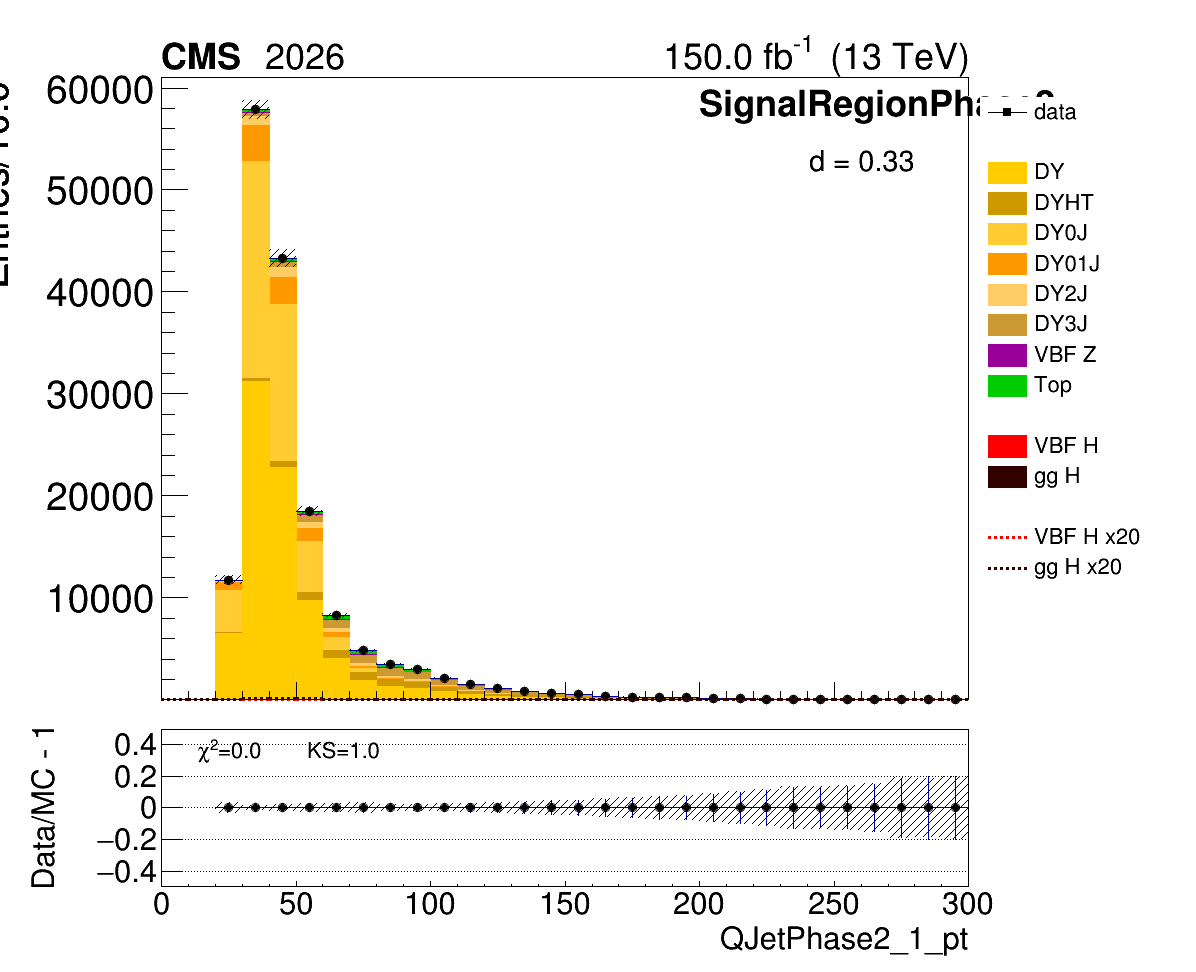 CMS 2026 150.0 fb-1 (13 TeV)
SignalRegionPhase2
d = 0.33
60000
50000
40000
30000
20000
10000
data
DY
DYHT
DY0J
DY01J
DY2J
DY3J
VBF Z
Top
VBF H
gg H
VBF H x20
gg H x20
Data/MC - 1
χ2=0.0 KS=1.0
0.4
0.2
0
−0.2
−0.4
0 50 100 150 200 250 300
QJetPhase2_1_pt